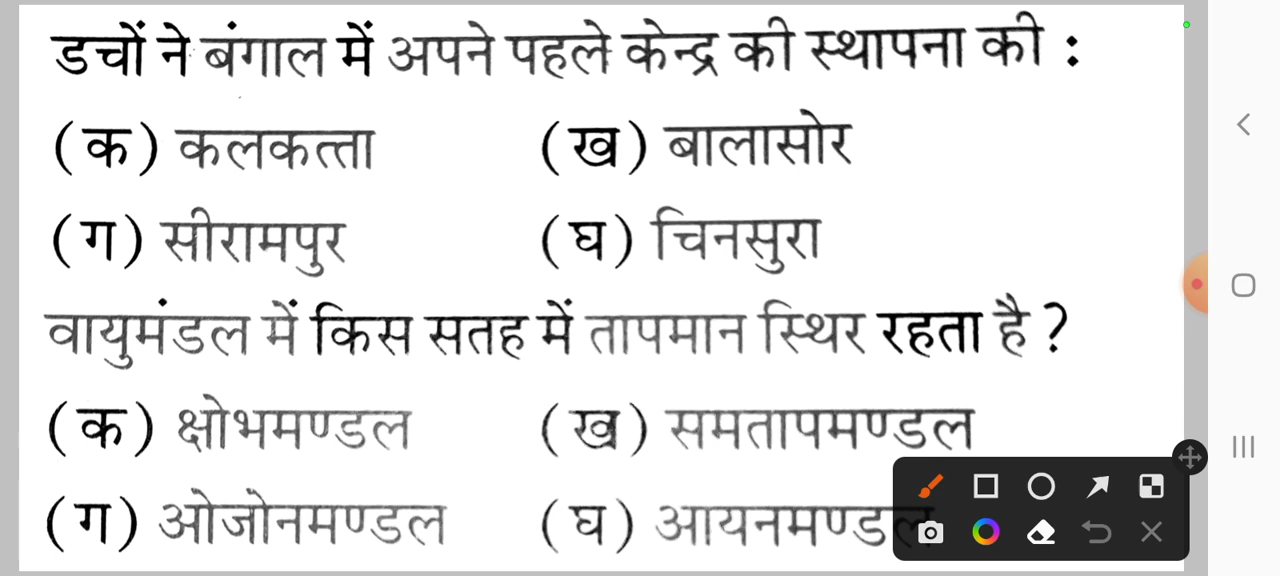 डचों ने बंगाल में अपने पहले केन्द्र की स्थापना की :
(क) कलकत्ता (ख) बालासोर
(ग) सीरामपुर (घ) चिनसुरा
वायुमंडल में किस सतह में तापमान स्थिर रहता है ?
(क) क्षोभमण्डल (ख) समतापमण्डल
(ग) ओजोनमण्डल (घ) आयनमण्डल